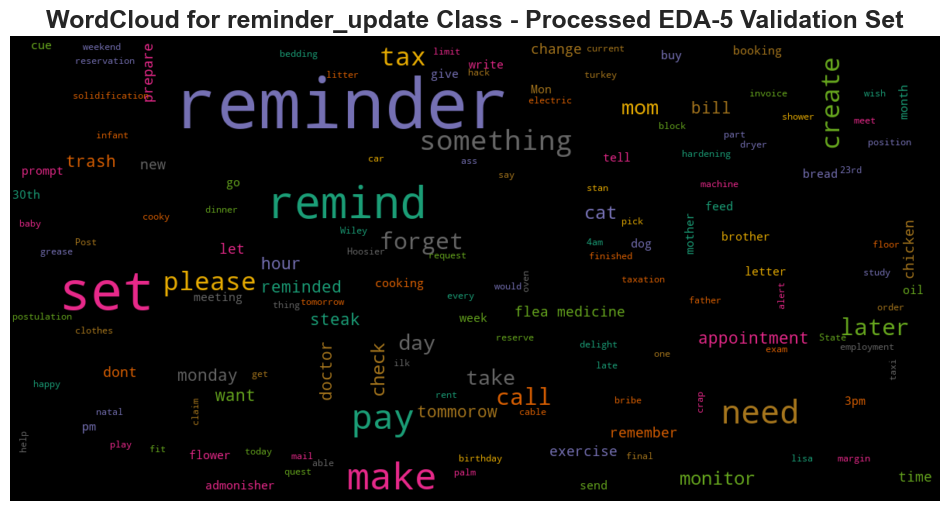 WordCloud for reminder_update Class - Processed EDA-5 Validation Set
cue
weekend
reservation
prepare
bedding
tax
limit
write
give
hack
change
current
buy
booking
turkey
litter
solidification
reminder
electric
Mon
mom
bill
invoice
shower
create
wish
month
meet
block
part
dryer
position
infant
something
trash
new
prompt
car
ass
say
tell
hardening
machine
bread
23rd
30th
go
remind
stan
cat
pick
feed
baby
cooky
dinner
Wiley
Post
grease
let
forget
Hoosier
request
4am
finished
dog
mother
brother
floor
chicken
set
please
hour
reminded
cooking
every
would
oven
taxation
letter
study
alert
oil
meeting
thing
tomorrow
father
order
postulation
clothes
steak
week
flea medicine
later
reserve
day
delight
appointment
State
employment
exam
one
late
ilk
doctor
check
dont
monday
get
take
taxi
happy
want
rent
call
cable
bribe
crap
3pm
natal
pm
claim
pay
tommorow
need
play
remember
help
fit
today
flower
mail
able
birthday
exercise
final
lisa
margin
quest
admonisher
make
palm
send
monitor
time